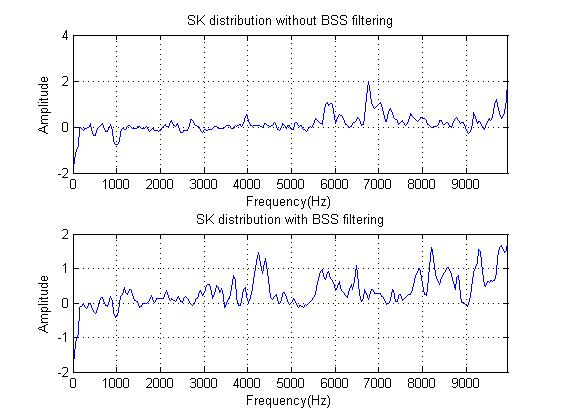 SK distribution without BSS filtering
4
2
0
-2
Amplitude
0 1000 2000 3000 4000 5000 6000 7000 8000 9000
Frequency(Hz)
SK distribution with BSS filtering
2
1
0
-1
-2
Amplitude
0 1000 2000 3000 4000 5000 6000 7000 8000 9000
Frequency(Hz)